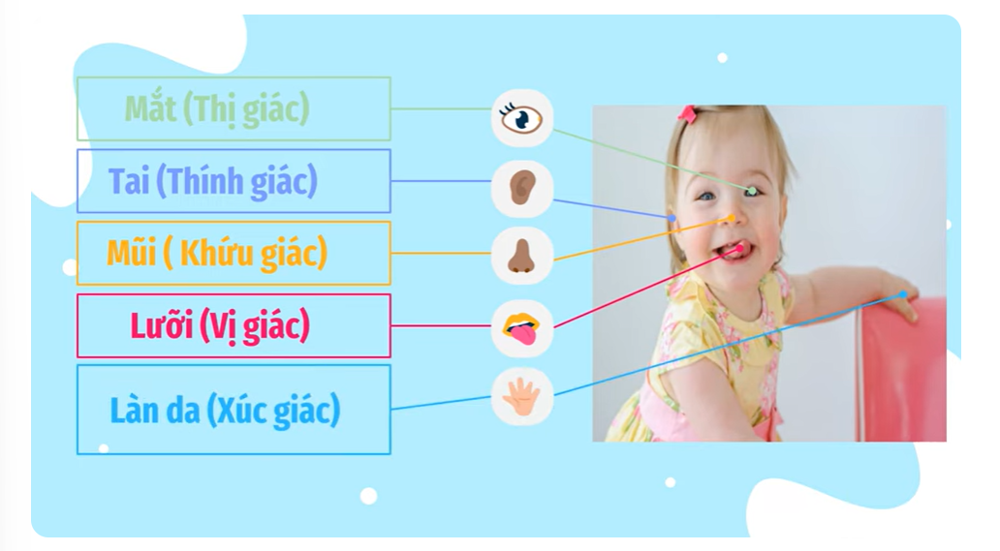 Mắt (Thị giác)
Tai (Thính giác)
Mũi ( Khứu giác)
Lưỡi (Vị giác)
Làn da (Xúc giác)